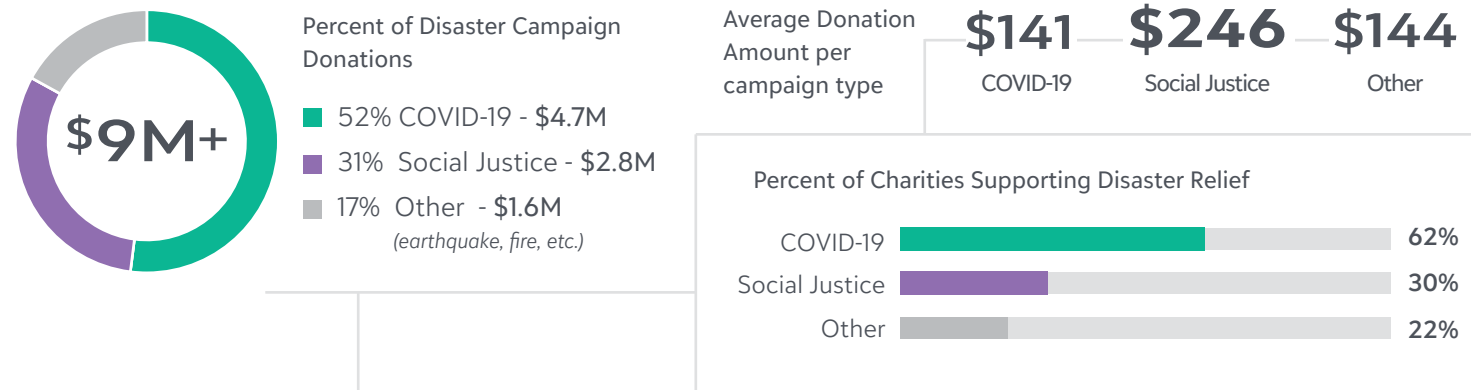 $9M+
Percent of Disaster Campaign
Donations
52% COVID-19 - $4.7M
31% Social Justice - $2.8M
17% Other - $1.6M
(earthquake, fire, etc.)
Average Donation
Amount per
campaign type
$141 $246 $144
COVID-19 Social Justice Other
Percent of Charities Supporting Disaster Relief
COVID-19 62%
Social Justice 30%
Other 22%